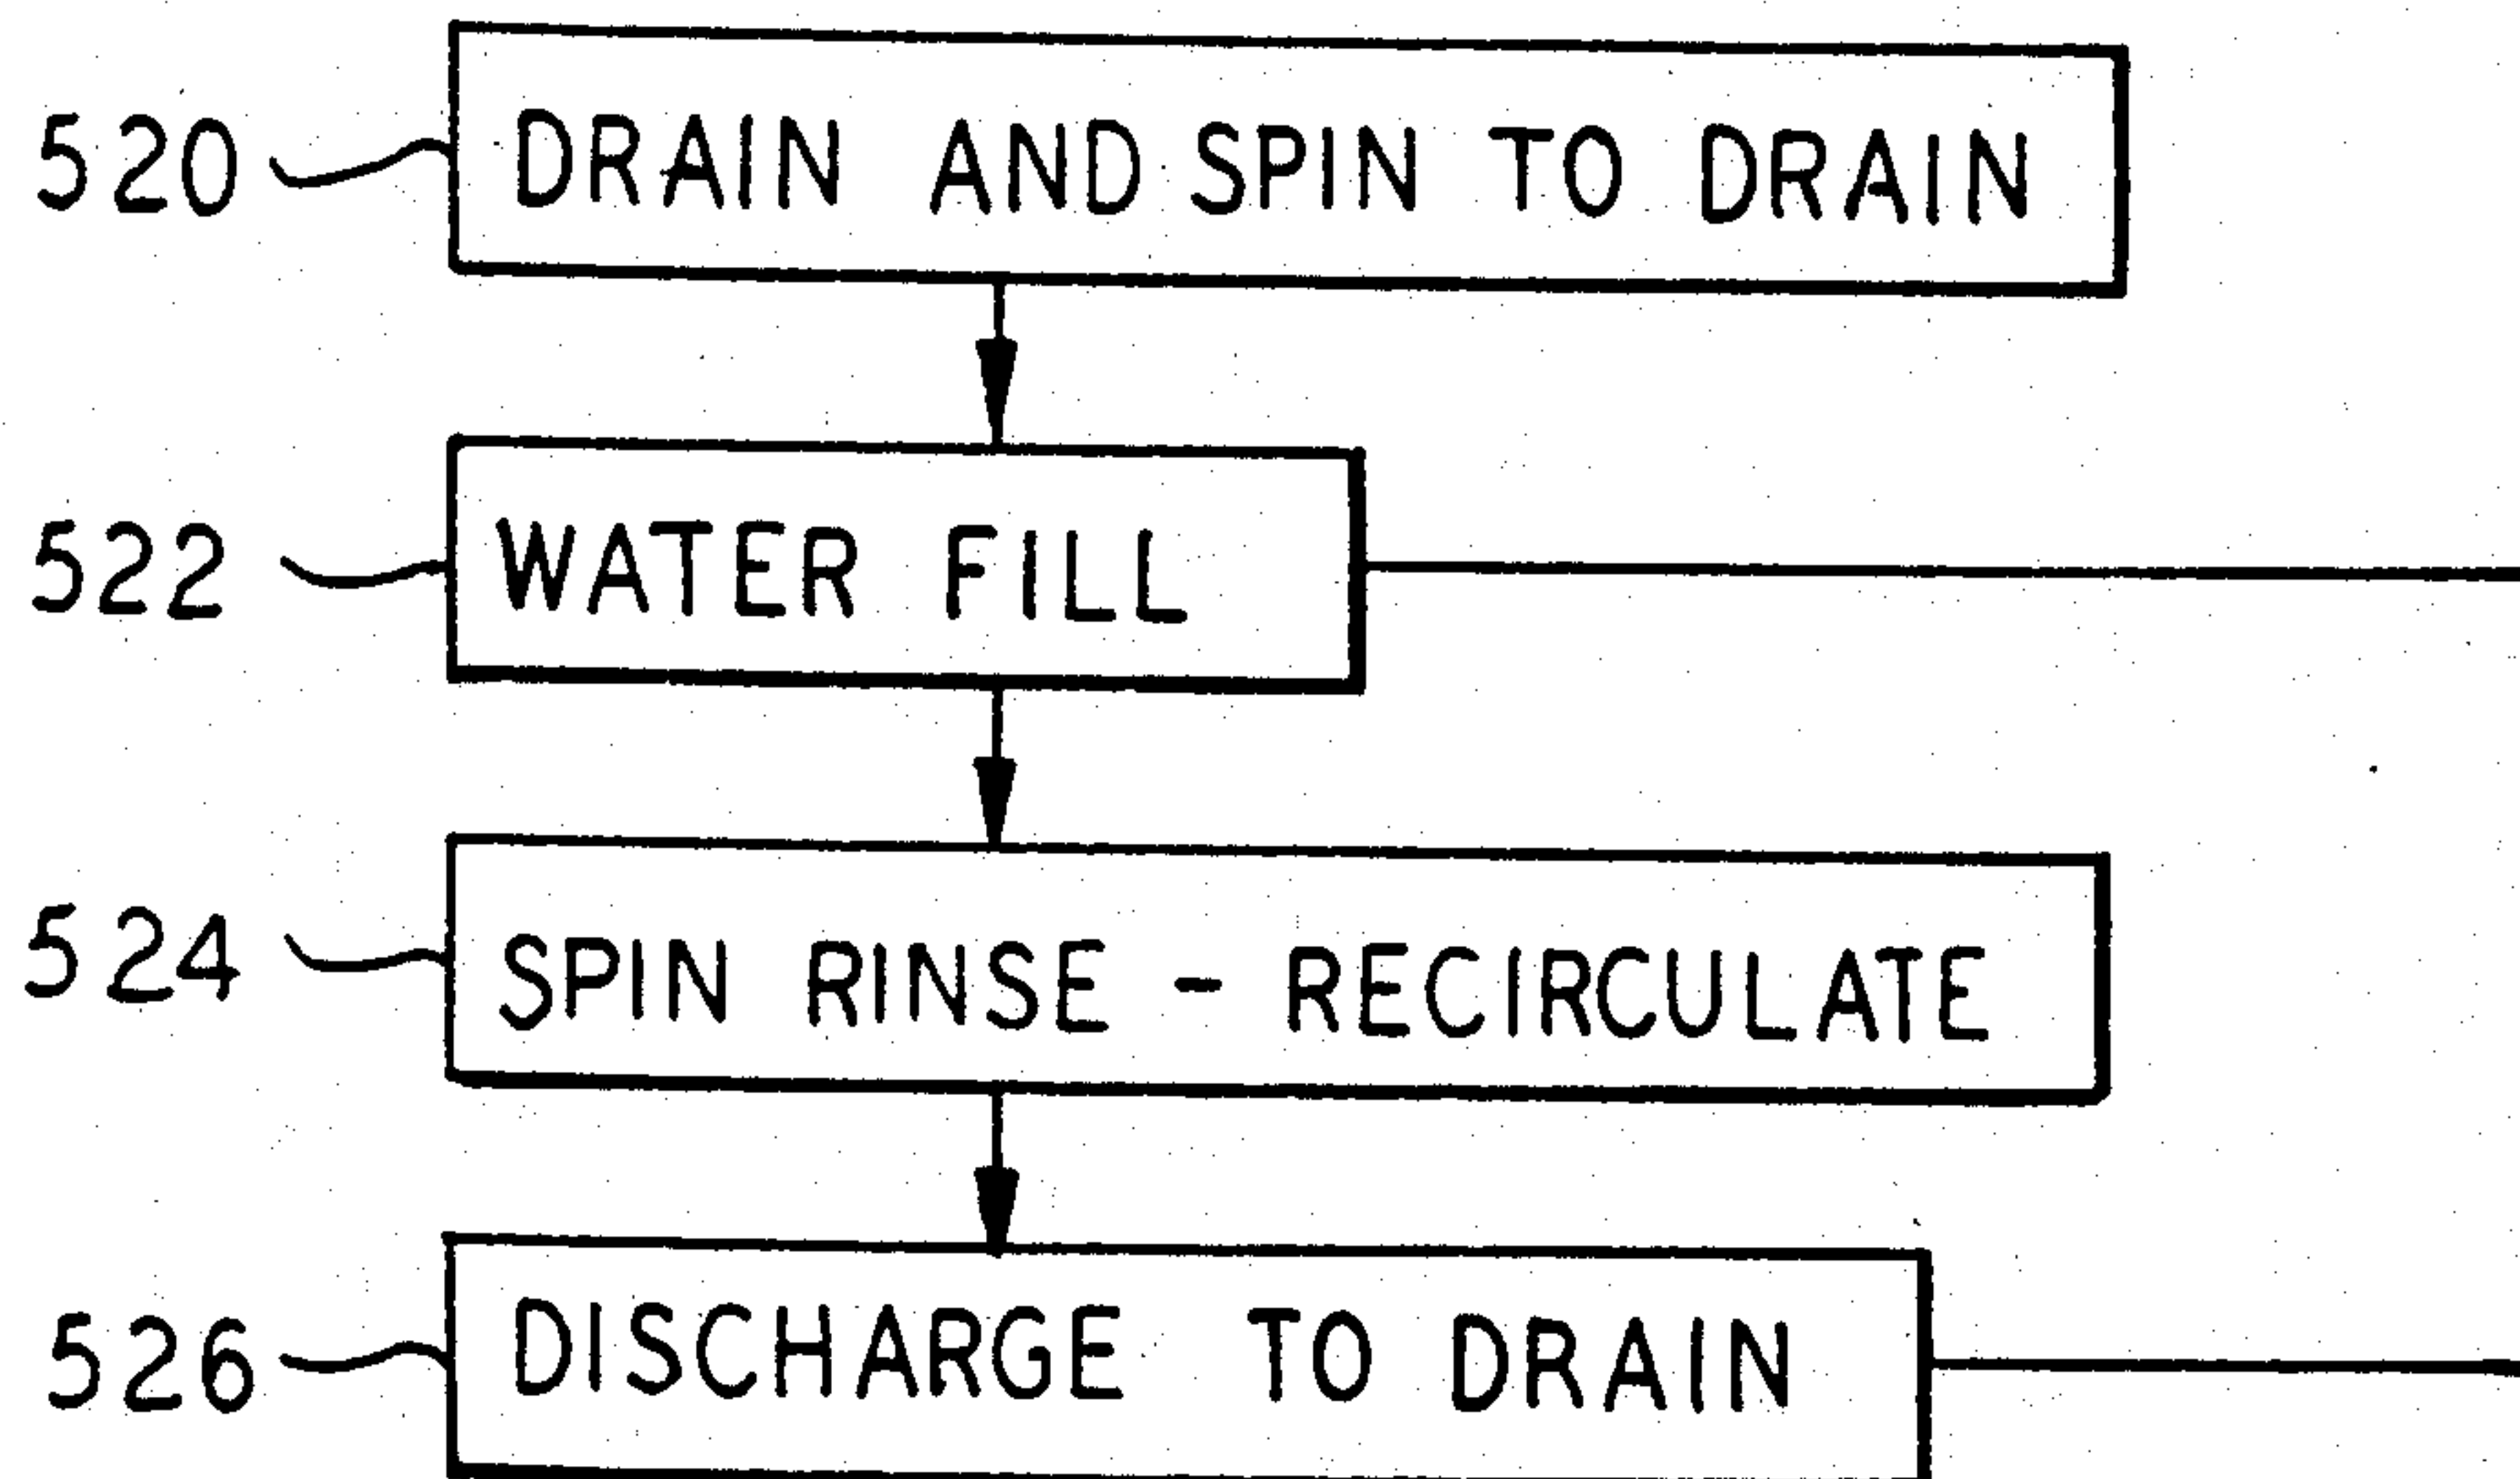 520 DRAIN AND SPIN TO DRAIN
522 WATER FILL
524 SPIN RINSE - RECIRCULATE
526 DISCHARGE TO DRAIN